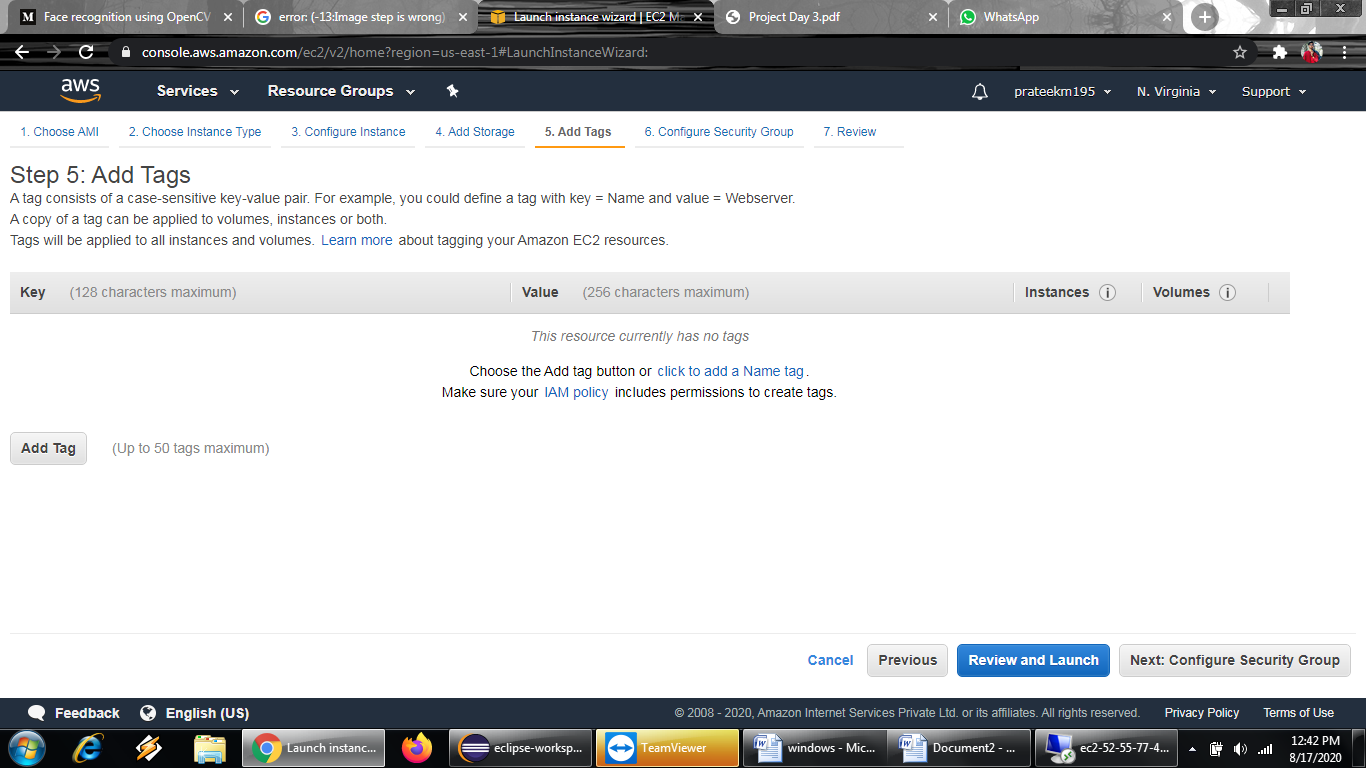 Face recognition using OpenCV
error: (-13:Image step is wrong)
Launch instance wizard | EC2 M
Project Day 3.pdf
WhatsApp
console.aws.amazon.com/ec2/v2/home?region=us-east-1#LaunchInstanceWizard:
aws Services Resource Groups prateekm195 N. Virginia Support
1. Choose AMI 2. Choose Instance Type 3. Configure Instance 4. Add Storage 5. Add Tags 6. Configure Security Group 7. Review
Step 5: Add Tags
A tag consists of a case-sensitive key-value pair. For example, you could define a tag with key = Name and value = Webserver.
A copy of a tag can be applied to volumes, instances or both.
Tags will be applied to all instances and volumes. Learn more about tagging your Amazon EC2 resources.
Key (128 characters maximum) Value (256 characters maximum) Instances Volumes
This resource currently has no tags
Choose the Add tag button or click to add a Name tag.
Make sure your IAM policy includes permissions to create tags.
Add Tag (Up to 50 tags maximum)
Cancel Previous Review and Launch Next: Configure Security Group
Feedback English (US) © 2008 - 2020, Amazon Internet Services Private Ltd. or its affiliates. All rights reserved. Privacy Policy Terms of Use
Launch instanc... eclipse-worksp... TeamViewer windows - Mic... Document2 - ... ec2-52-55-77-4... 12:42 PM
8/17/2020